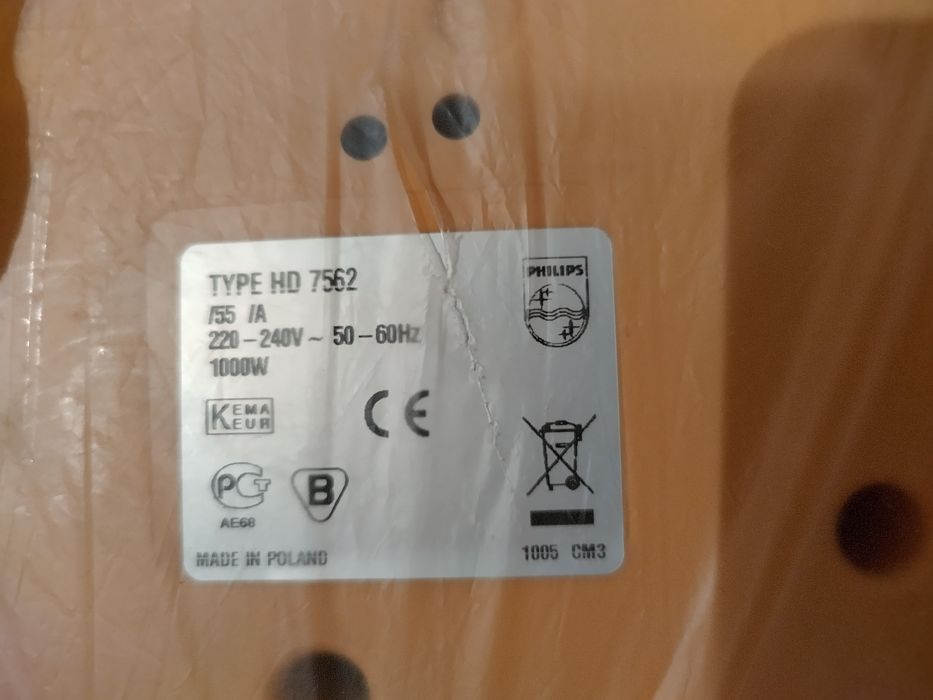 TYPE HD 7562
/55 /A
220-240V ~ 50-60Hz
1000W
PHILIPS
KEMA
KEUR
CE
PCT
AE68
B
MADE IN POLAND
1005 CM3